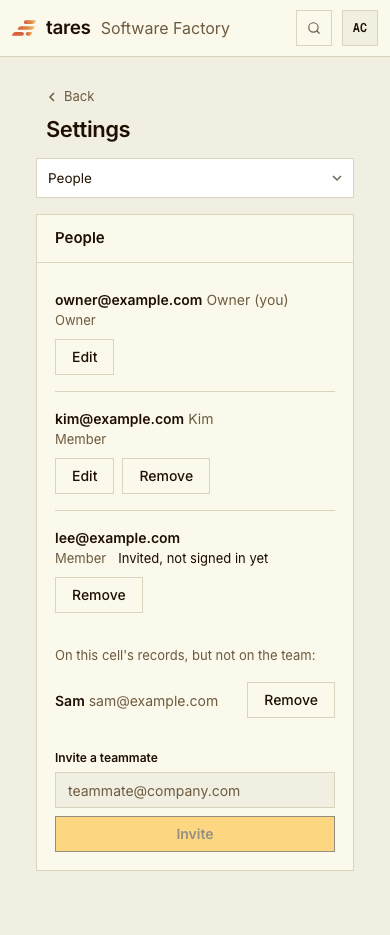 tares Software Factory AC
Back
Settings
People
People
owner@example.com Owner (you)
Owner
Edit
kim@example.com Kim
Member
Edit Remove
lee@example.com
Member Invited, not signed in yet
Remove
On this cell's records, but not on the team:
Sam sam@example.com Remove
Invite a teammate
teammate@company.com
Invite